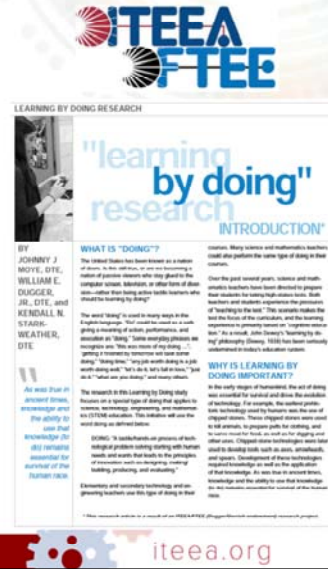 ITEEA
FTEE
LEARNING BY DOING RESEARCH
"learning
by doing"
research
INTRODUCTION*
BY
JOHNNY J
MOYE, DTE,
WILLIAM E.
DUGGER,
JR., DTE, and
KENDALL N.
STARK-
WEATHER,
DTE
As was true in
ancient times,
knowledge and
the ability to
use that
knowledge (to
do) remains
essential for
survival of the
human race.
WHAT IS "DOING"?
The United States has been known as a nation
of doers. Is this still true, or are we becoming a
nation of passive viewers who stay glued to the
computer screen, television, or other form of
sion—rather than being active tactile learners who
should be learning by doing?
The word "doing" is used in many ways in the
English language. "Do" could be used as a verb
giving a meaning of action, performance, and
execution as "doing." Some everyday phrases we
recognize are "this was more of my doing ...",
"getting it finished by tomorrow will take some
doing," "doing time," "any job worth doing is a job
worth doing well," "let's do it, let's fall in love," "just
do it," "what are you doing," and many others.
The research in this Learning by Doing study
focuses on a special type of doing that applies to
science, technology, engineering, and mathemat-
ics (STEM) education. This initiative will use the
word doing as defined below:
DOING: "A tactile/hands-on process of tech-
nological problem solving starting with human
needs and wants that leads to the principles
of innovation such as designing, making/
building, producing, and evaluating."
Elementary and secondary technology and en-
gineering teachers use this type of doing in their
courses. Many science and mathematics teachers
could also perform the same type of doing in their
courses.
Over the past several years, science and math-
ematics teachers have been directed to prepare
their students for taking high-stakes tests. Both
teachers and students experience the pressures
of "teaching to the test." This scenario makes the
test the focus of the curriculum, and the learning
experience is primarily based on "cognitive
" As a result, John Dewey's "learning by do-
ing" philosophy (Dewey, 1938) has been seriously
undermined in today's education system.
WHY IS LEARNING BY
DOING IMPORTANT?
In the early stages of humankind, the act of doing
was essential for survival and drove the evolution
of technology. For example, the earliest prehis-
toric technology used by humans was the use of
chipped stones. These chipped stones were used
to kill animals, to prepare pelts for clothing, and
to carve meat for food, as well as for digging and
other uses. Chipped-stone technologies were later
used to develop tools such as axes, arrowheads,
and spears. Development of these technologies
required knowledge as well as the application
of that knowledge. As was true in ancient times,
knowledge and the ability to use that knowledge
(to do) remains essential for survival of the human
race.
* This research article is a result of an ITEEA/FTEE research project.
iteea.org